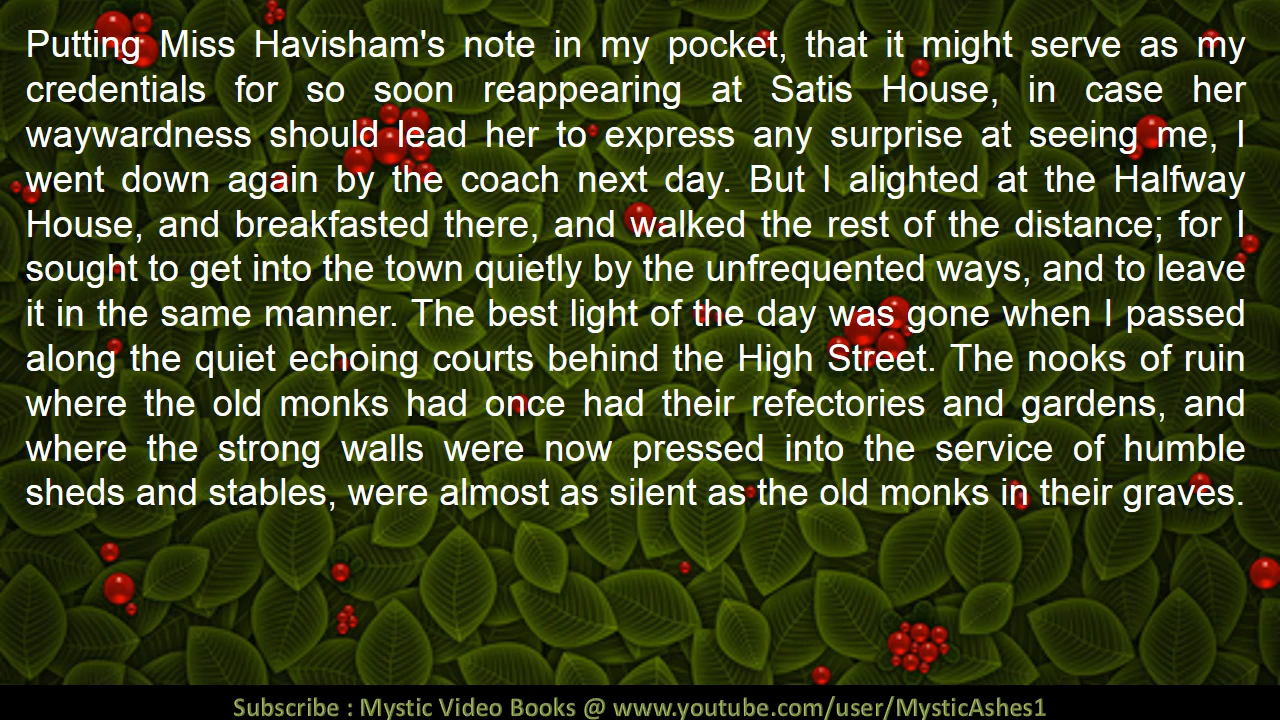 Putting Miss Havisham's note in my pocket, that it might serve as my
credentials for so soon reappearing at Satis House, in case her
waywardness should lead her to express any surprise at seeing me, I
went down again by the coach next day. But I alighted at the Halfway
House, and breakfasted there, and walked the rest of the distance; for I
sought to get into the town quietly by the unfrequented ways, and to leave
it in the same manner. The best light of the day was gone when I passed
along the quiet echoing courts behind the High Street. The nooks of ruin
where the old monks had once had their refectories and gardens, and
where the strong walls were now pressed into the service of humble
sheds and stables, were almost as silent as the old monks in their graves.
Subscribe : Mystic Video Books @ www.youtube.com/user/MysticAshes1